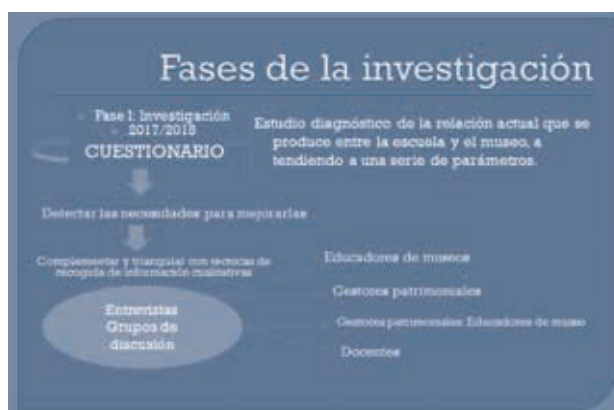 Fases de la investigación
Fase I: Investigación
2017/2018
CUESTIONARIO
Estudio diagnóstico de la relación actual que se
produce entre la escuela y el museo, a
tendiendo a una serie de parámetros.
Detectar las necesidades para mejorarlas
Complementar y triangular con técnicas de
recogida de información cualitativas
Entrevistas
Grupos de
discusión
Educadores de museos
Gestores patrimoniales
Gestores patrimoniales. Educadores de museo
Docentes